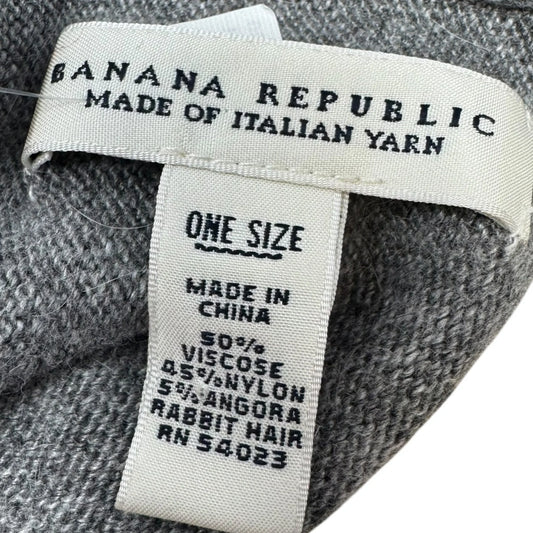 BANANA REPUBLIC
MADE OF ITALIAN YARN
ONE SIZE
MADE IN
CHINA
50%
VISCOSE
45%NYLON
5%ANGORA
RABBIT HAIR
RN 54023